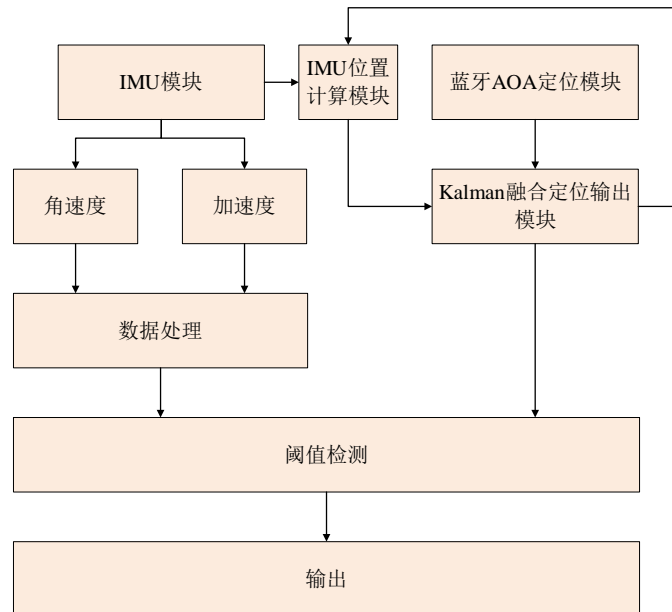 IMU模块
IMU位置
计算模块
蓝牙AOA定位模块
角速度
加速度
Kalman融合定位输出
模块
数据处理
阈值检测
输出